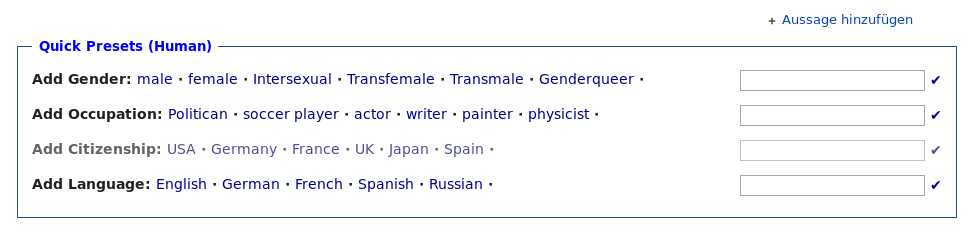 + Aussage hinzufügen
Quick Presets (Human)
Add Gender: male · female · Intersexual · Transfemale · Transmale · Genderqueer · ✔
Add Occupation: Politican · soccer player · actor · writer · painter · physicist · ✔
Add Citizenship: USA · Germany · France · UK · Japan · Spain · ✔
Add Language: English · German · French · Spanish · Russian · ✔